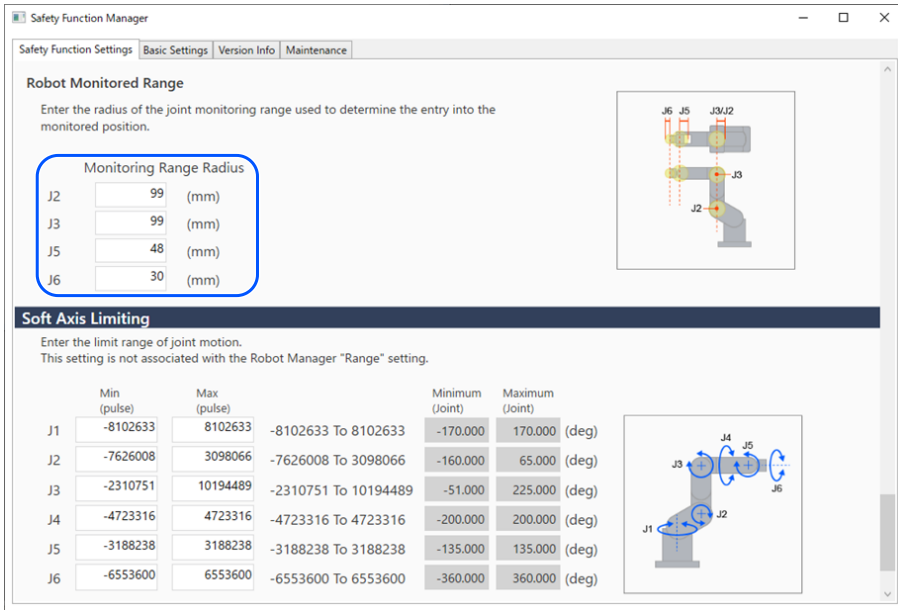 Safety Function Manager
Safety Function Settings Basic Settings Version Info Maintenance
Robot Monitored Range
Enter the radius of the joint monitoring range used to determine the entry into the
monitored position.
Monitoring Range Radius
J2 99 (mm)
J3 99 (mm)
J5 48 (mm)
J6 30 (mm)
J6 J5 J3/J2
J3
J2
Soft Axis Limiting
Enter the limit range of joint motion.
This setting is not associated with the Robot Manager "Range" setting.
Min Max Minimum Maximum
(pulse) (pulse) (Joint) (Joint)
J1 -8102633 8102633 -8102633 To 8102633 -170.000 170.000 (deg)
J2 -7626008 3098066 -7626008 To 3098066 -160.000 65.000 (deg)
J3 -2310751 10194489 -2310751 To 10194489 -51.000 225.000 (deg)
J4 -4723316 4723316 -4723316 To 4723316 -200.000 200.000 (deg)
J5 -3188238 3188238 -3188238 To 3188238 -135.000 135.000 (deg)
J6 -6553600 6553600 -6553600 To 6553600 -360.000 360.000 (deg)
J4
J5
J3
J6
J2
J1